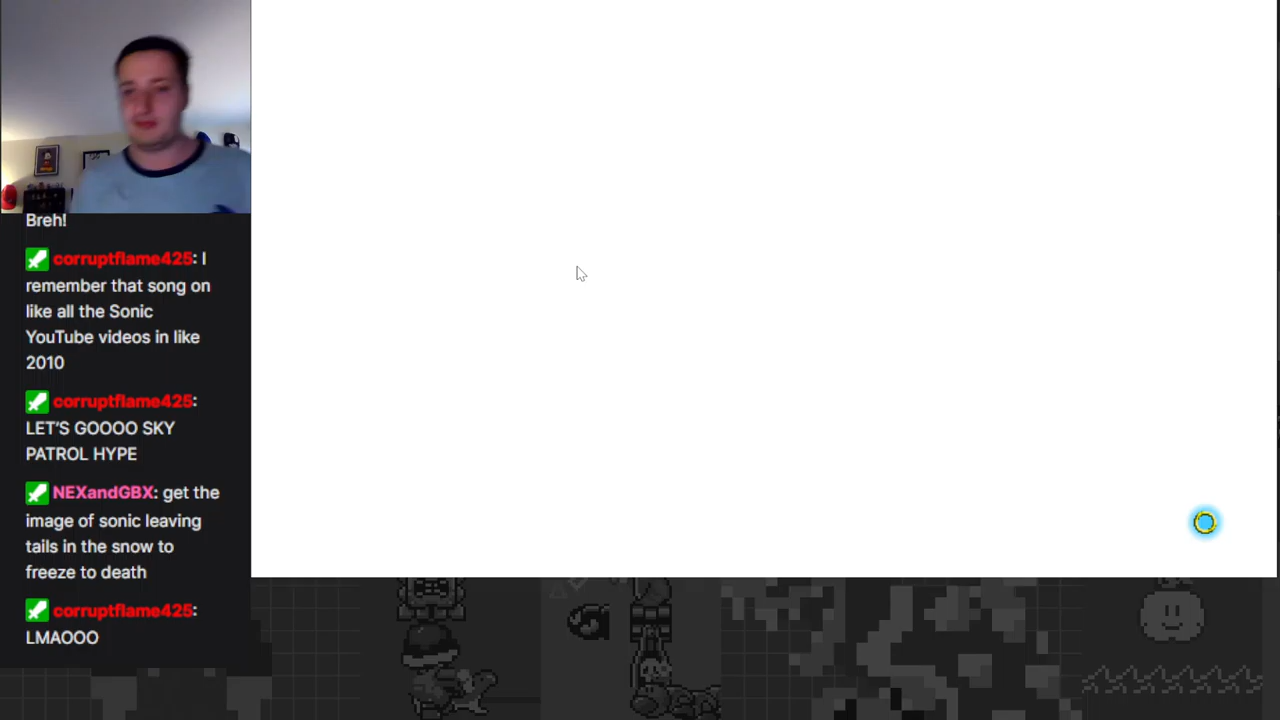 Breh!
corruptflame425: I
remember that song on
like all the Sonic
YouTube videos in like
2010
corruptflame425:
LET'S GOOOO SKY
PATROL HYPE
NEXandGBX: get the
image of sonic leaving
tails in the snow to
freeze to death
corruptflame425:
LMAOOO